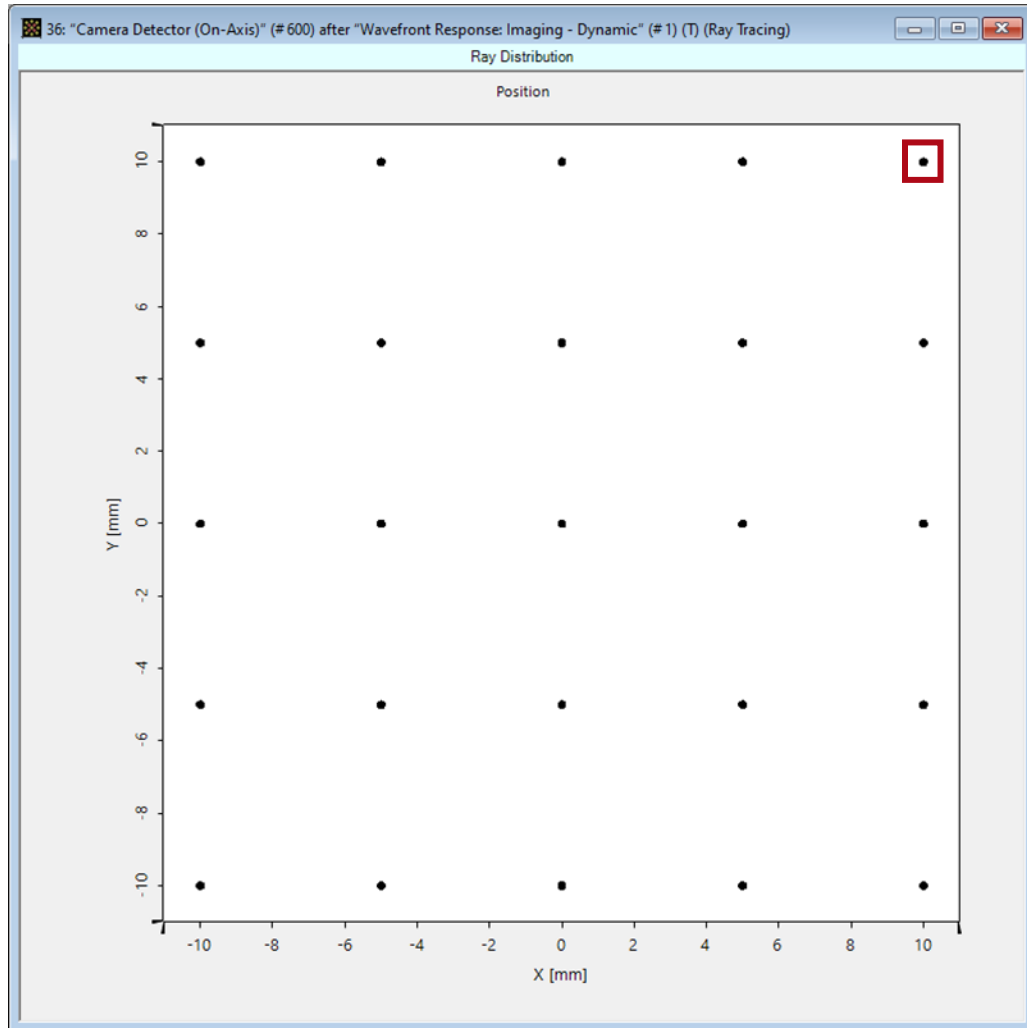 36: “Camera Detector (On-Axis)” (#600) after “Wavefront Response: Imaging - Dynamic” (#1) (T) (Ray Tracing)
Ray Distribution
Position
10
8
6
4
2
0
-2
-4
-6
-8
-10
Y [mm]
-10 -8 -6 -4 -2 0 2 4 6 8 10
X [mm]